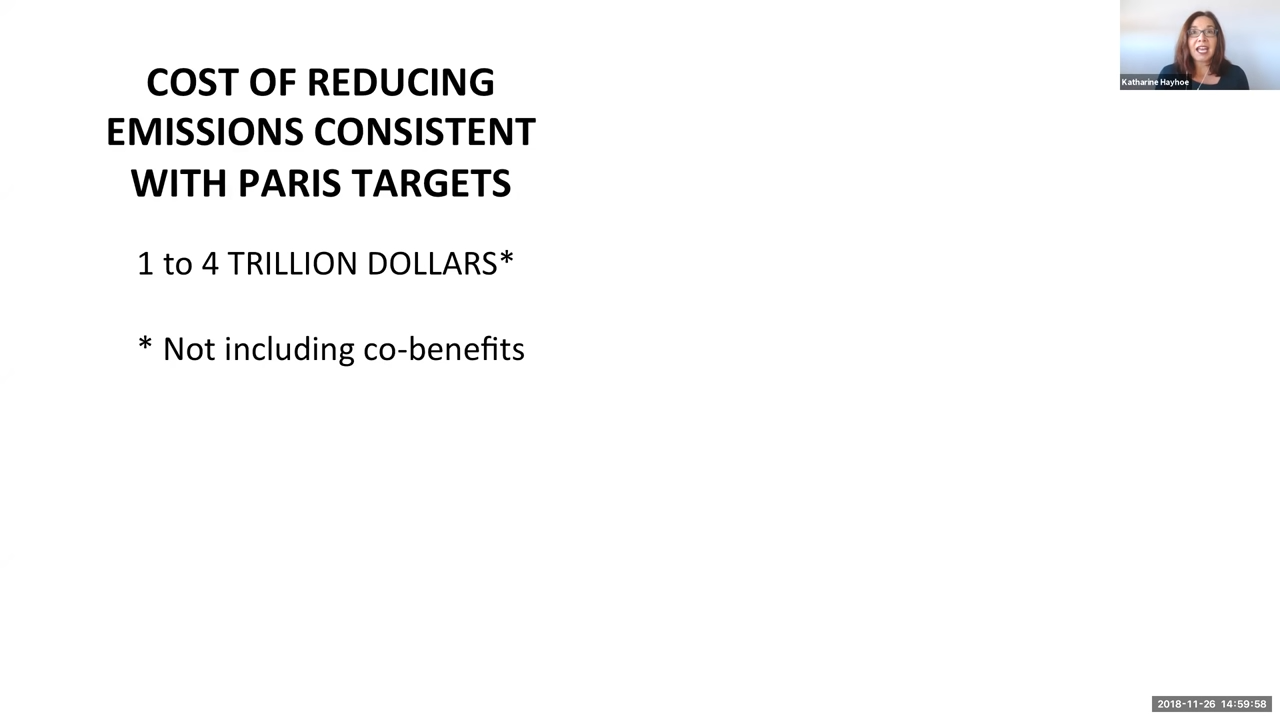 COST OF REDUCING
EMISSIONS CONSISTENT
WITH PARIS TARGETS
1 to 4 TRILLION DOLLARS*
* Not including co-benefits
Katharine Hayhoe
2018-11-26 14:59:58